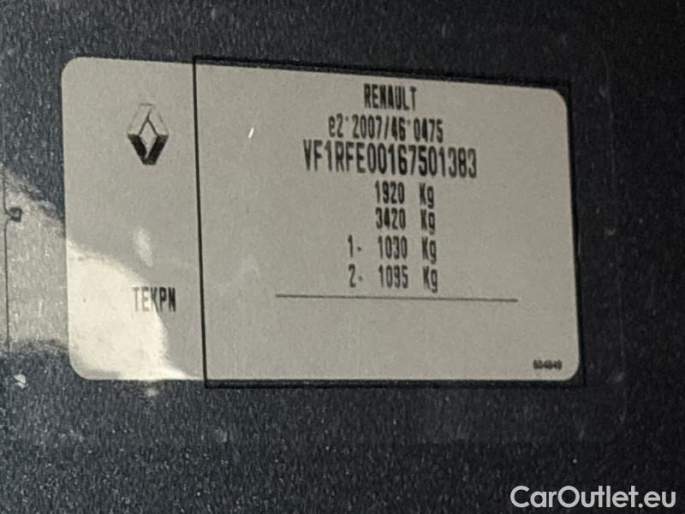 RENAULT
e2*2007/46*0475
VF1RFE00167501383
1920 Kg
3420 Kg
1- 1030 Kg
2- 1095 Kg
TEKPN
CarOutlet.eu